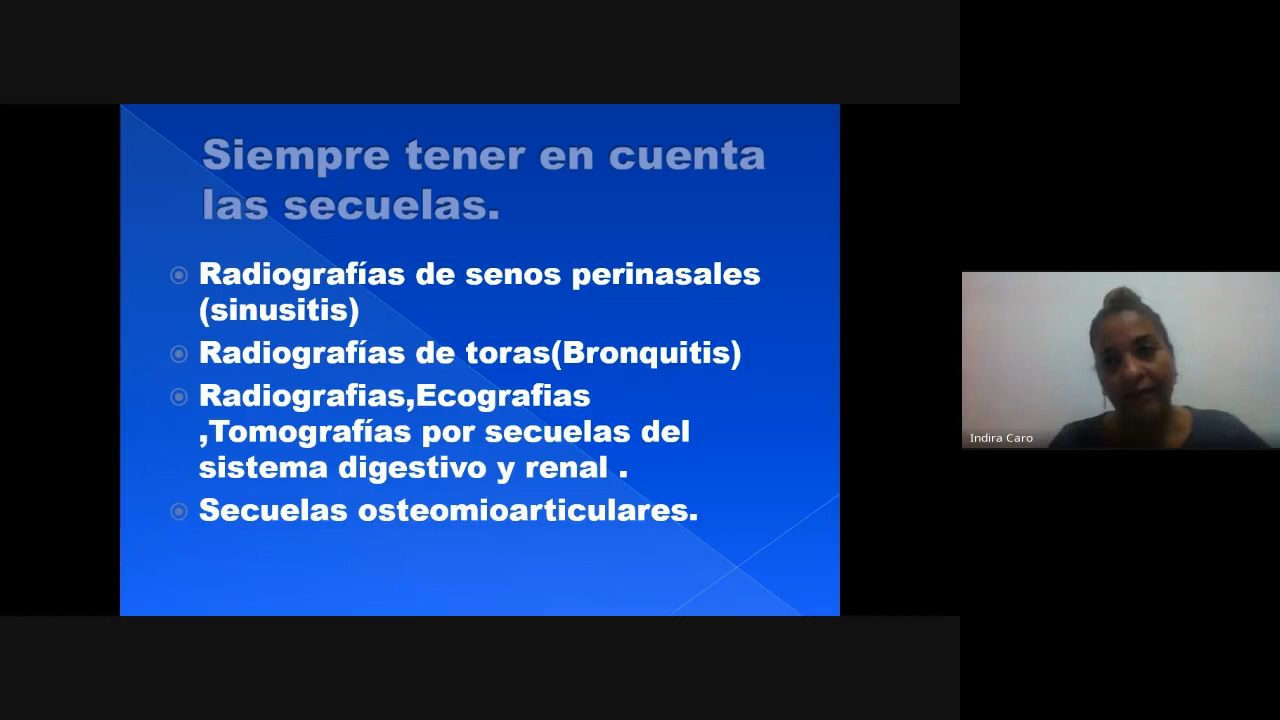 Siempre tener en cuenta
las secuelas.
Radiografías de senos perinasales
(sinusitis)
Radiografías de toras(Bronquitis)
Radiografias,Ecografias
,Tomografías por secuelas del
sistema digestivo y renal .
Secuelas osteomioarticulares.
Indira Caro